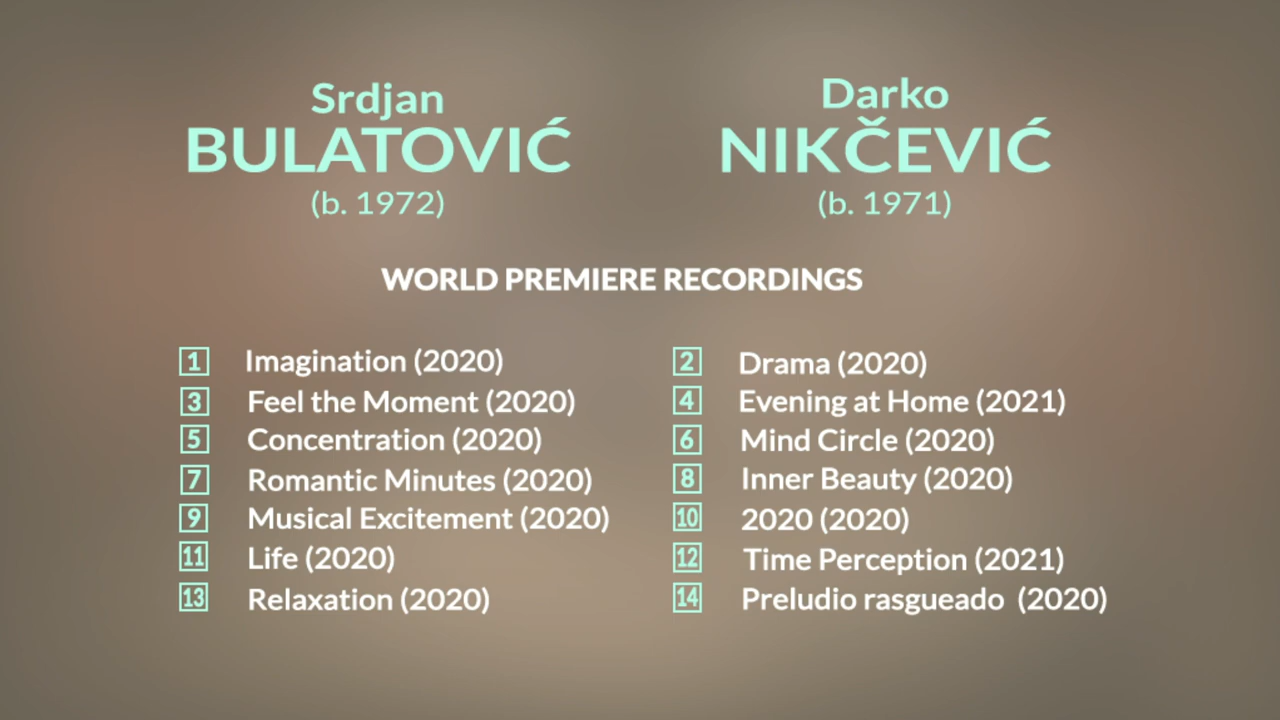 Srdjan
BULATOVIĆ
(b. 1972)
Darko
NIKČEVIĆ
(b. 1971)
WORLD PREMIERE RECORDINGS
1 Imagination (2020)
2 Drama (2020)
3 Feel the Moment (2020)
4 Evening at Home (2021)
5 Concentration (2020)
6 Mind Circle (2020)
7 Romantic Minutes (2020)
8 Inner Beauty (2020)
9 Musical Excitement (2020)
10 2020 (2020)
11 Life (2020)
12 Time Perception (2021)
13 Relaxation (2020)
14 Preludio rasgueado (2020)